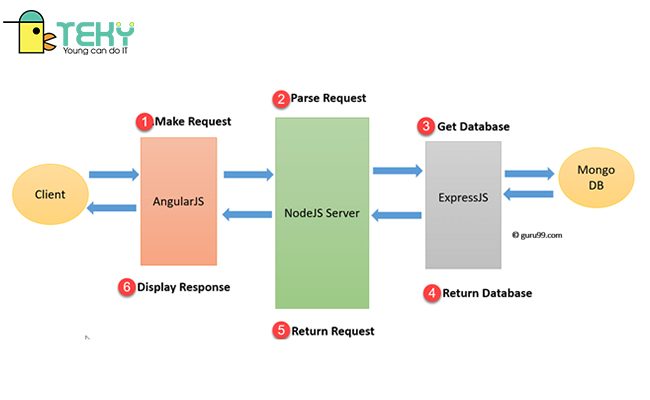 TEKY
Young can do IT
2 Parse Request
1 Make Request
3 Get Database
Client
AngularJS
NodeJS Server
ExpressJS
Mongo
DB
© guru99.com
6 Display Response
4 Return Database
5 Return Request